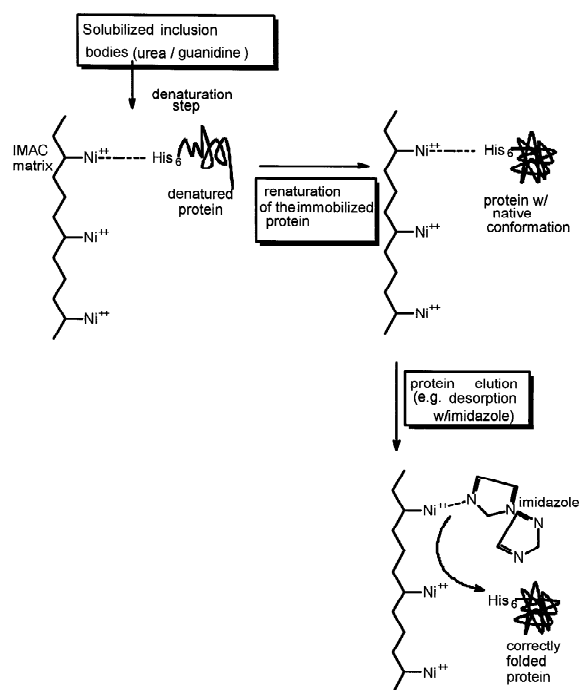 Solubilized inclusion
bodies (urea / guanidine)
denaturation
step
IMAC
matrix
Ni++
His6
denatured
protein
Ni++
Ni++
renaturation
of the immobilized
protein
Ni++
His6
protein w/
native
conformation
Ni++
Ni++
protein elution
(e.g. desorption
w/imidazole)
Ni++
N
N
imidazole
N
N
Ni++
His6
correctly
folded
protein
Ni++